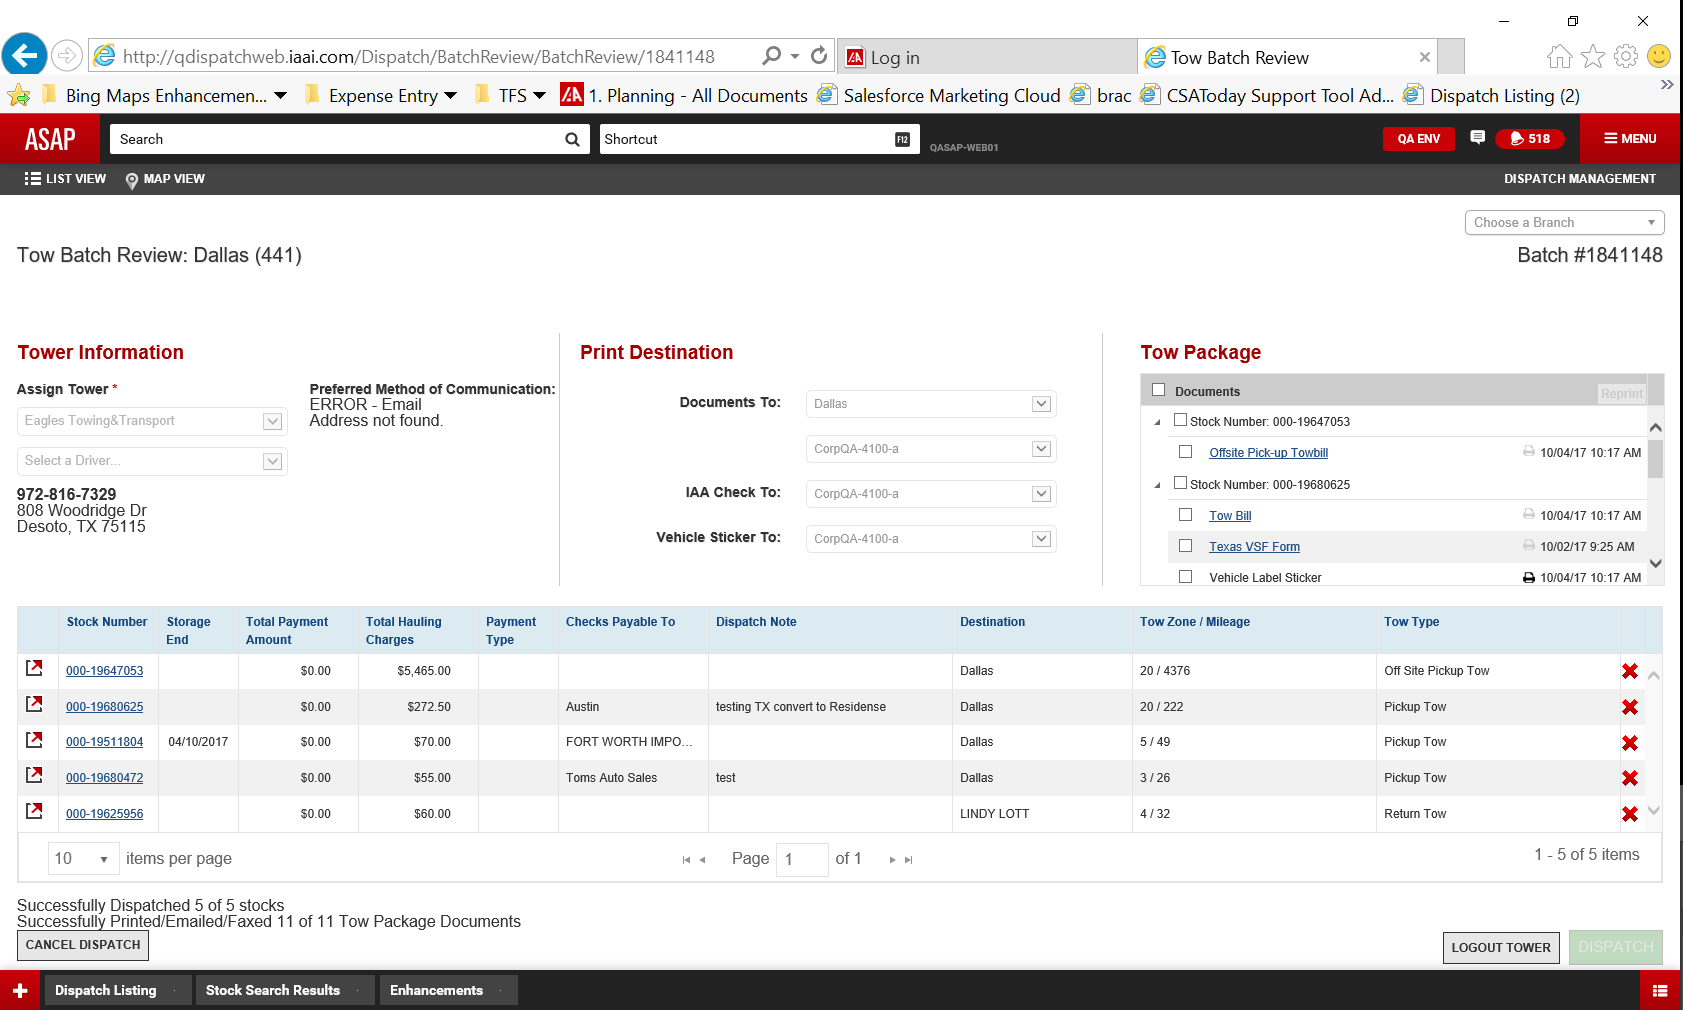 http://qdispatchweb.iaai.com/Dispatch/BatchReview/BatchReview/1841148
Log in
Tow Batch Review
Bing Maps Enhancemen...
Expense Entry
TFS
1. Planning - All Documents
Salesforce Marketing Cloud
brac
CSAToday Support Tool Ad...
Dispatch Listing (2)
ASAP
Search
Shortcut
F12
QASAP-WEB01
QA ENV
518
MENU
LIST VIEW
MAP VIEW
DISPATCH MANAGEMENT
Choose a Branch
Tow Batch Review: Dallas (441)
Batch #1841148
Tower Information
Assign Tower *
Eagles Towing&Transport
Select a Driver...
972-816-7329
808 Woodridge Dr
Desoto, TX 75115
Preferred Method of Communication:
ERROR - Email
Address not found.
Print Destination
Documents To: Dallas
CorpQA-4100-a
IAA Check To: CorpQA-4100-a
Vehicle Sticker To: CorpQA-4100-a
Tow Package
Documents Reprint
Stock Number: 000-19647053
Offsite Pick-up Towbill 10/04/17 10:17 AM
Stock Number: 000-19680625
Tow Bill 10/04/17 10:17 AM
Texas VSF Form 10/02/17 9:25 AM
Vehicle Label Sticker 10/04/17 10:17 AM
Stock Number Storage End Total Payment Amount Total Hauling Charges Payment Type Checks Payable To Dispatch Note Destination Tow Zone / Mileage Tow Type
000-19647053 $0.00 $5,465.00 Dallas 20 / 4376 Off Site Pickup Tow
000-19680625 $0.00 $272.50 Austin testing TX convert to Residense Dallas 20 / 222 Pickup Tow
000-19511804 04/10/2017 $0.00 $70.00 FORT WORTH IMPO... Dallas 5 / 49 Pickup Tow
000-19680472 $0.00 $55.00 Toms Auto Sales test Dallas 3 / 26 Pickup Tow
000-19625956 $0.00 $60.00 LINDY LOTT 4 / 32 Return Tow
10 items per page
Page 1 of 1
1 - 5 of 5 items
Successfully Dispatched 5 of 5 stocks
Successfully Printed/Emailed/Faxed 11 of 11 Tow Package Documents
CANCEL DISPATCH
LOGOUT TOWER
DISPATCH
Dispatch Listing
Stock Search Results
Enhancements